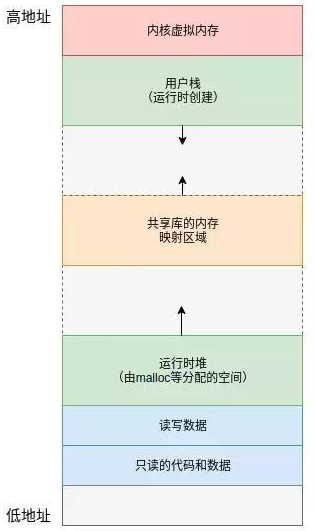 高地址
内核虚拟内存
用户栈
（运行时创建）
共享库的内存
映射区域
运行时堆
（由malloc等分配的空间）
读写数据
只读的代码和数据
低地址